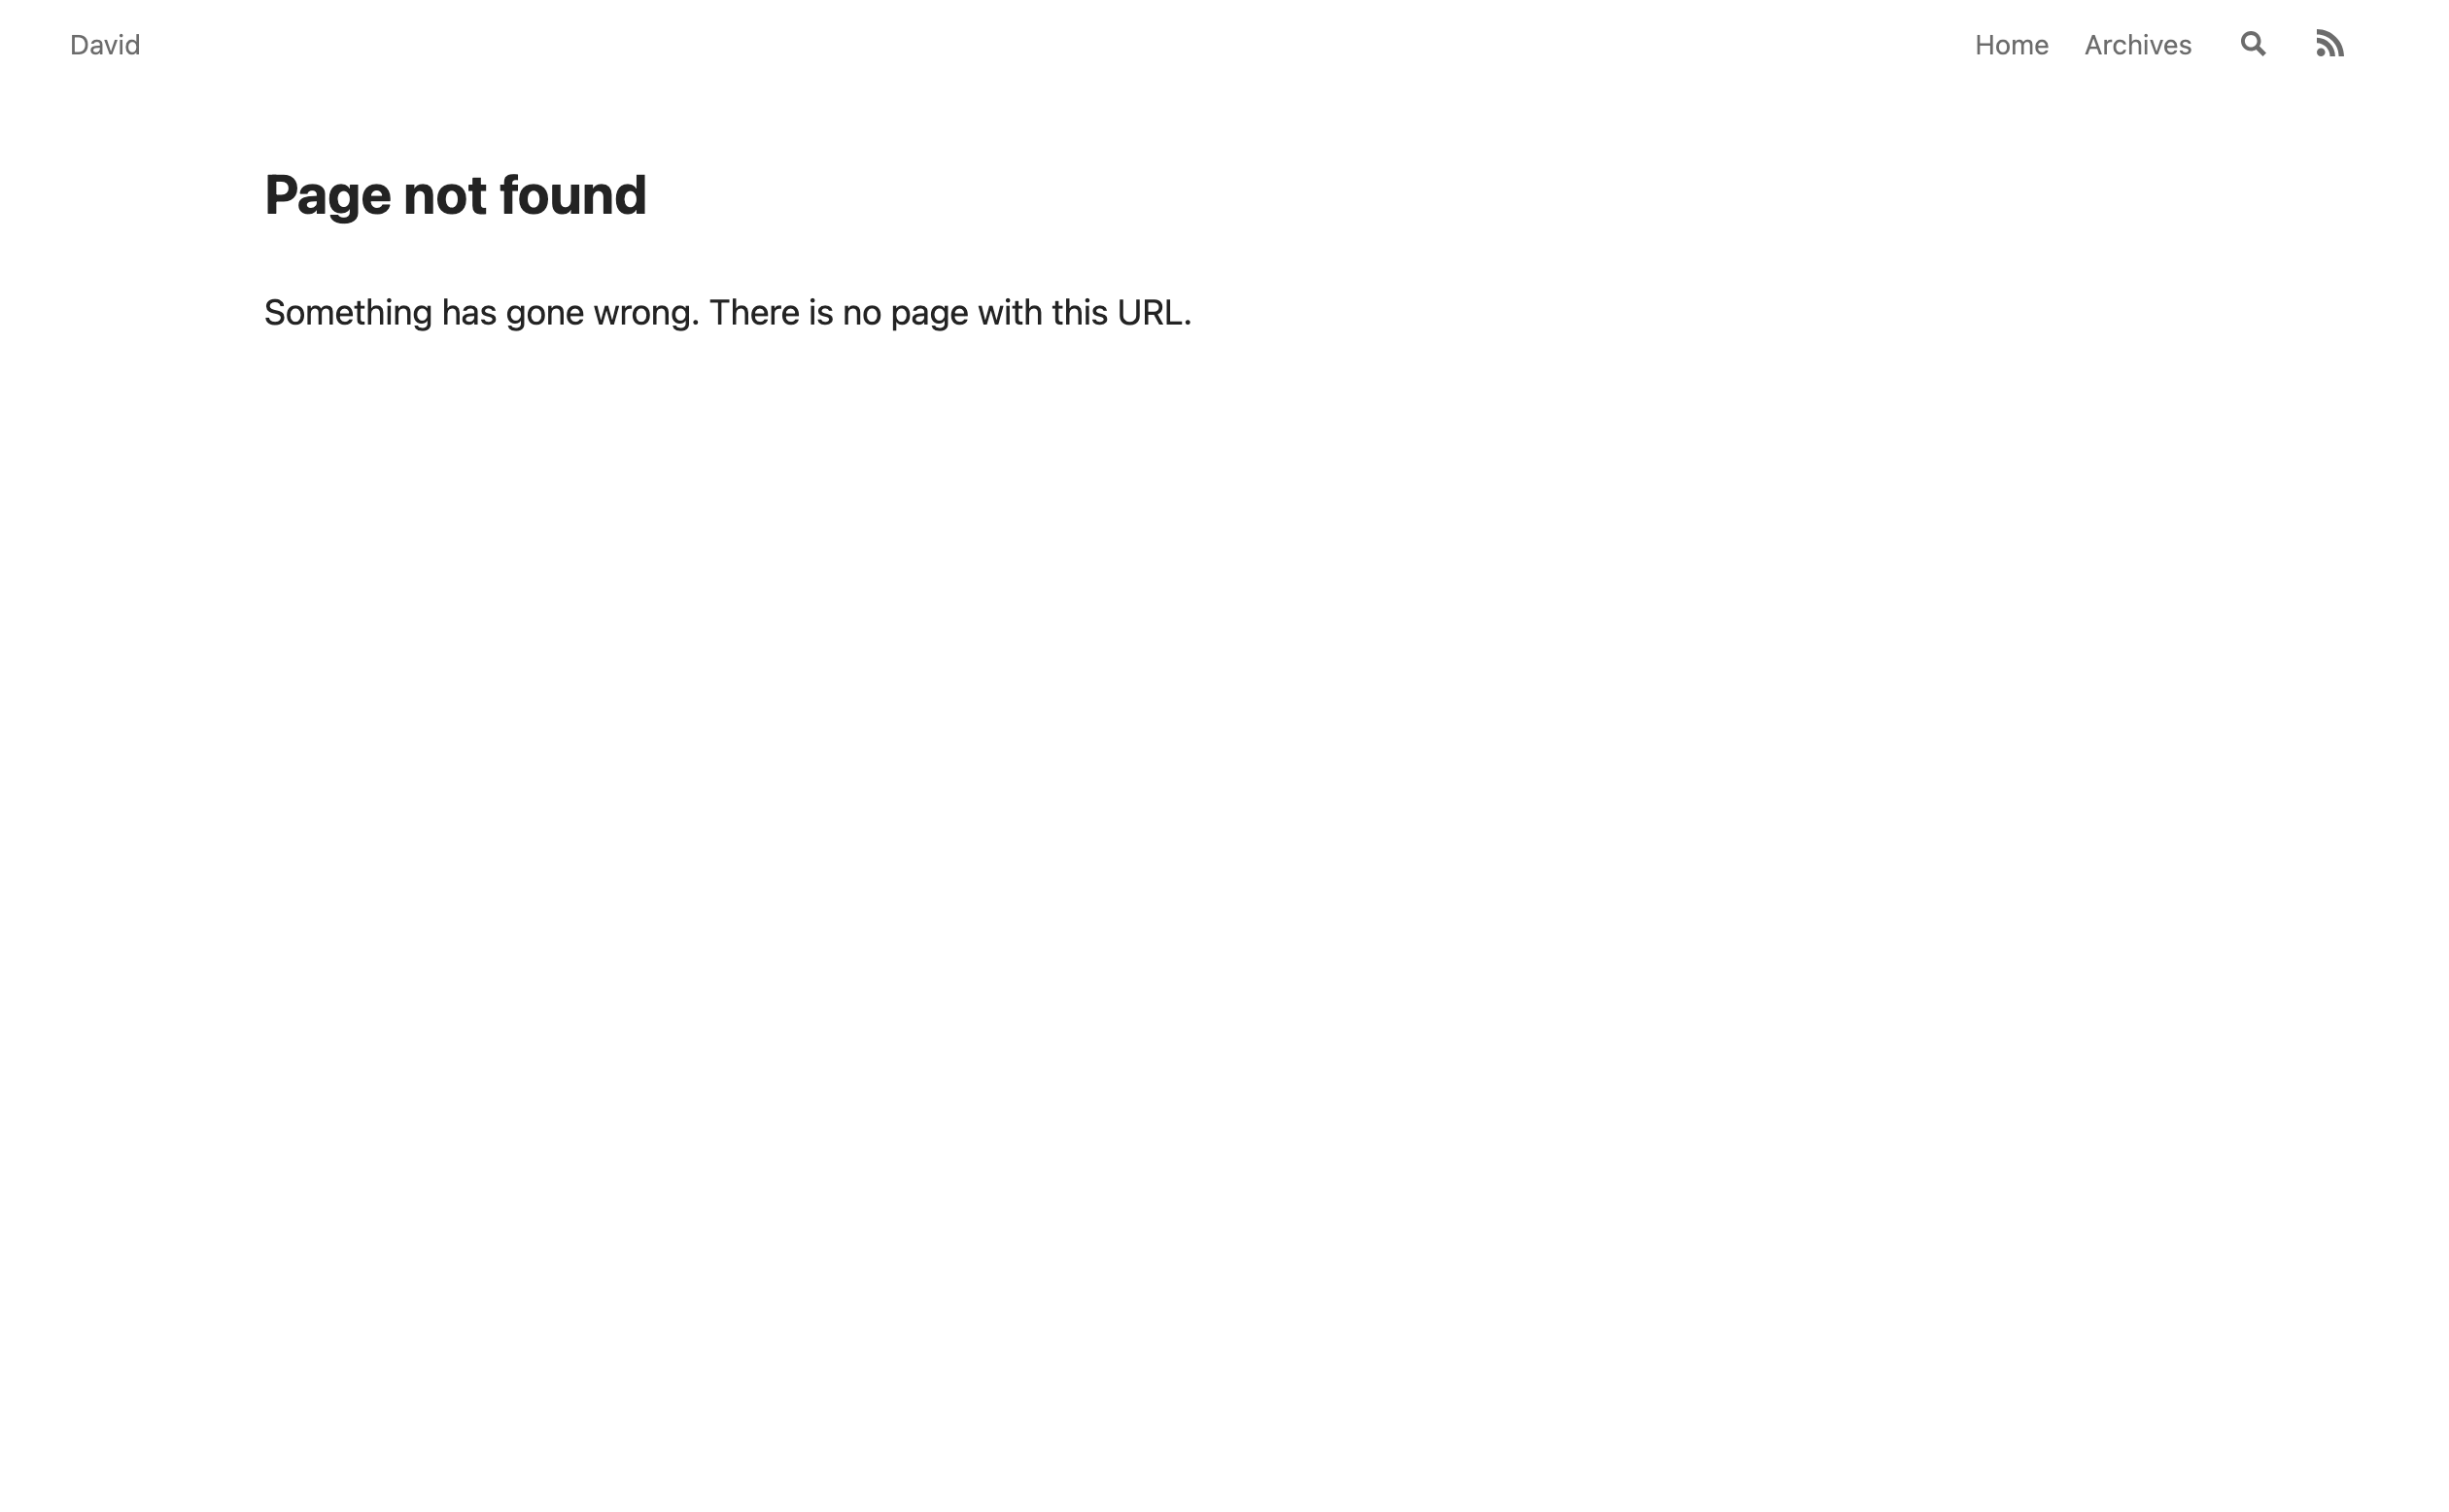 David
Home Archives
Page not found
Something has gone wrong. There is no page with this URL.